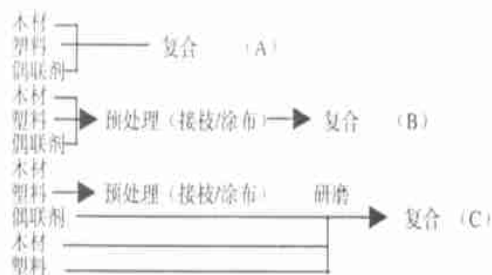 木材
塑料 复合 （A）
偶联剂
木材
塑料 预处理（接枝/涂布） 复合 （B）
偶联剂
木材
塑料 预处理（接枝/涂布） 研磨
偶联剂 复合（C）
木材
塑料